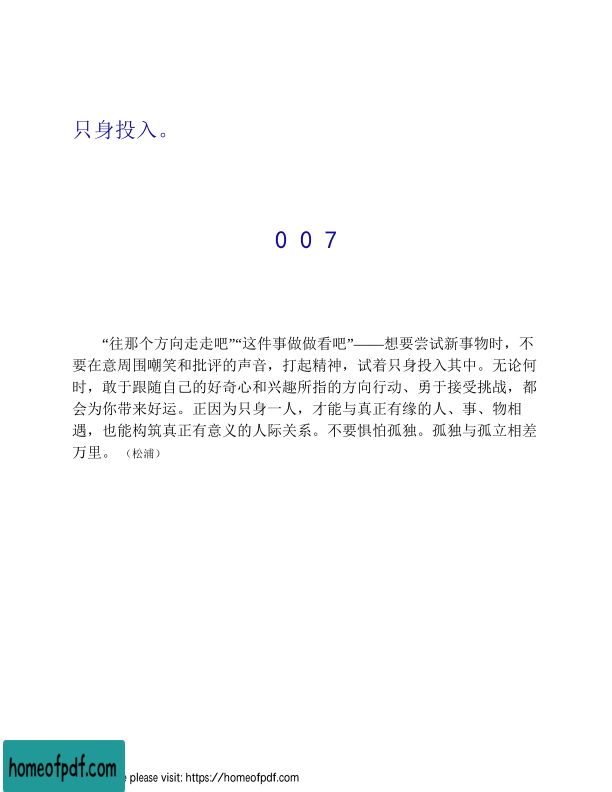 只身投入。
007
“往那个方向走走吧”“这件事做做看吧”——想要尝试新事物时，不
要在意周围嘲笑和批评的声音，打起精神，试着只身投入其中。无论何
时，敢于跟随自己的好奇心和兴趣所指的方向行动、勇于接受挑战，都
会为你带来好运。正因为只身一人，才能与真正有缘的人、事、物相
遇，也能构筑真正有意义的人际关系。不要惧怕孤独。孤独与孤立相差
万里。（松浦）
homeofpdf.com
e please visit: https://homeofpdf.com